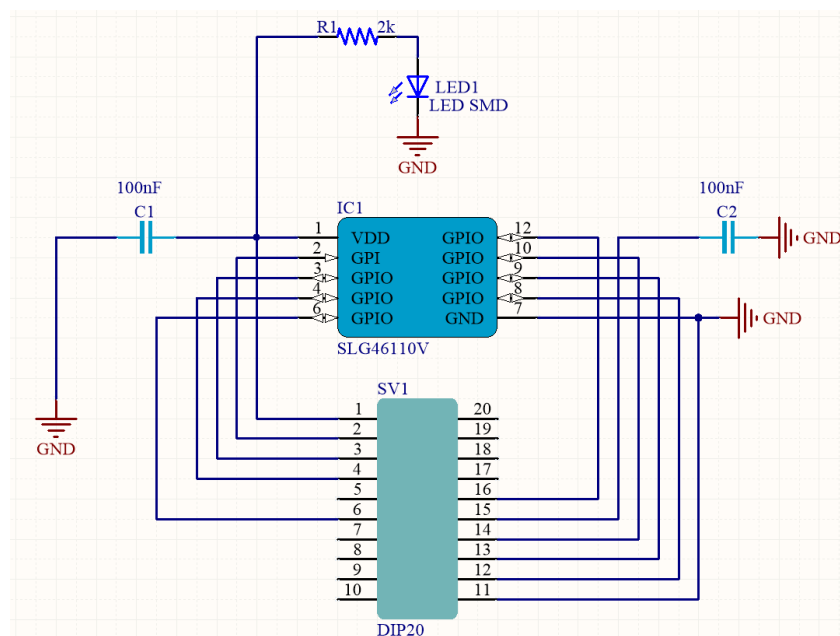 R1 2k
LED1
LED SMD
GND
100nF
C1
100nF
C2
GND
IC1
1 VDD GPIO 12
2 GPI GPIO 10
3 GPIO GPIO 9
4 GPIO GPIO 8
6 GPIO GND 7
SLG46110V
GND
GND
SV1
1 20
2 19
3 18
4 17
5 16
6 15
7 14
8 13
9 12
10 11
DIP20